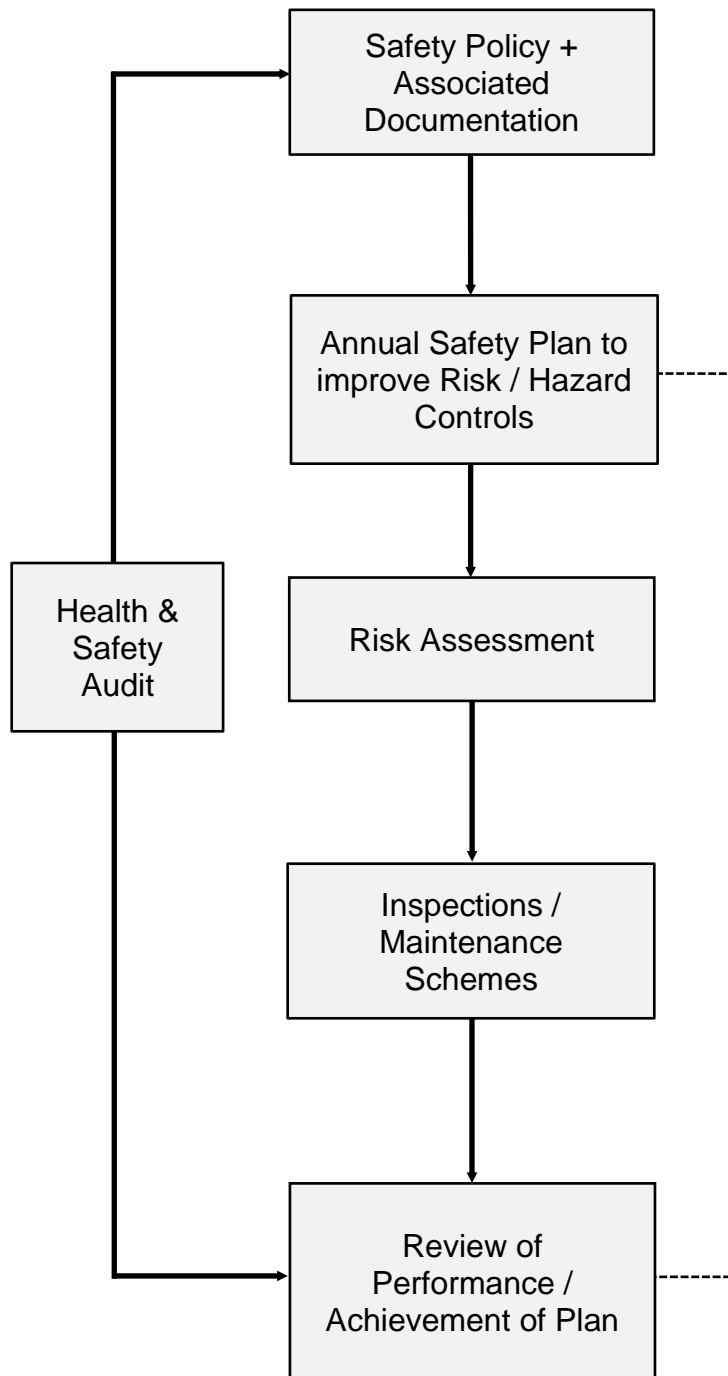 Safety Policy +
Associated
Documentation
Annual Safety Plan to
improve Risk / Hazard
Controls
Health &
Safety
Audit
Risk Assessment
Inspections /
Maintenance
Schemes
Review of
Performance /
Achievement of Plan